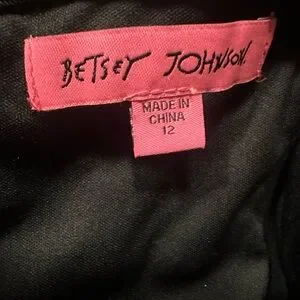 BETSEY JOHNSON.
MADE IN
CHINA
12